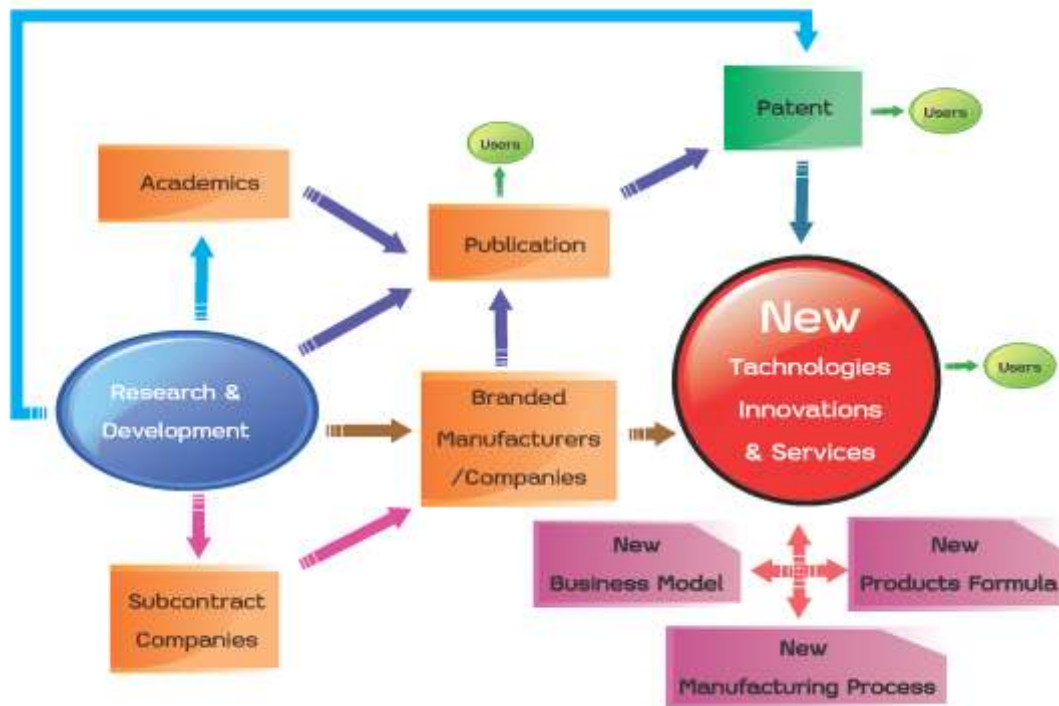 Patent
Users
Users
Academics
Publication
New
Tachnologies
Innovations
& Services
Users
Research &
Development
Branded
Manufacturers
/Companies
New
Business Model
New
Products Formula
Subcontract
Companies
New
Manufacturing Process